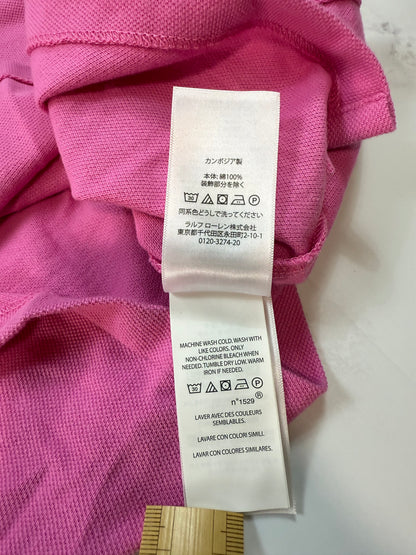 カンボジア製
本体: 綿100%
装飾部分を除く
30
P
同系色どうしで洗ってください
ラルフ ローレン株式会社
東京都千代田区永田町2-10-1
0120-3274-20
MACHINE WASH COLD. WASH WITH
LIKE COLORS. ONLY
NON-CHLORINE BLEACH WHEN
NEEDED. TUMBLE DRY LOW. WARM
IRON IF NEEDED.
30
P
n°1529 ®
LAVER AVEC DES COULEURS
SEMBLABLES.
LAVARE CON COLORI SIMILI.
LAVAR CON COLORES SIMILARES.